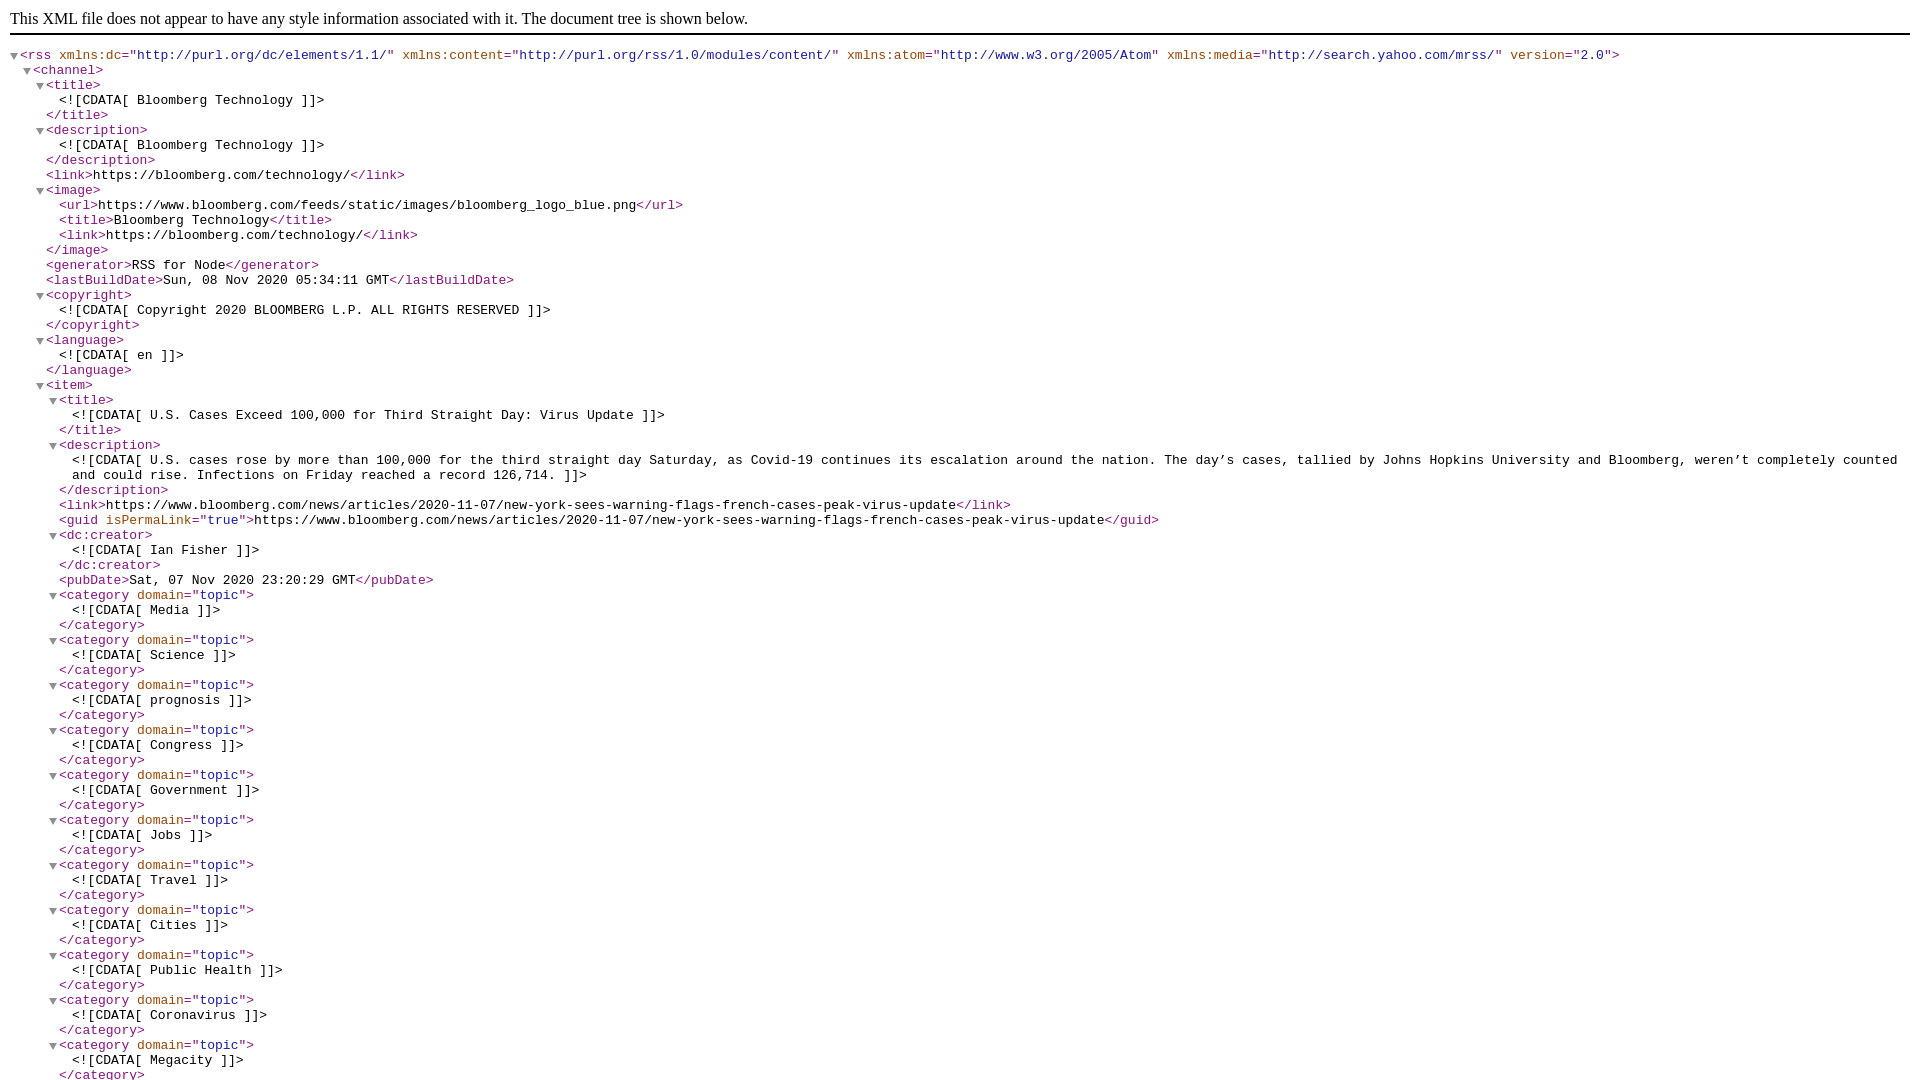 This XML file does not appear to have any style information associated with it. The document tree is shown below.
<rss xmlns:dc="http://purl.org/dc/elements/1.1/" xmlns:content="http://purl.org/rss/1.0/modules/content/" xmlns:atom="http://www.w3.org/2005/Atom" xmlns:media="http://search.yahoo.com/mrss/" version="2.0">
<channel>
<title>
<![CDATA[ Bloomberg Technology ]]>
</title>
<description>
<![CDATA[ Bloomberg Technology ]]>
</description>
<link>https://bloomberg.com/technology/</link>
<image>
<url>https://www.bloomberg.com/feeds/static/images/bloomberg_logo_blue.png</url>
<title>Bloomberg Technology</title>
<link>https://bloomberg.com/technology/</link>
</image>
<generator>RSS for Node</generator>
<lastBuildDate>Sun, 08 Nov 2020 05:34:11 GMT</lastBuildDate>
<copyright>
<![CDATA[ Copyright 2020 BLOOMBERG L.P. ALL RIGHTS RESERVED ]]>
</copyright>
<language>
<![CDATA[ en ]]>
</language>
<item>
<title>
<![CDATA[ U.S. Cases Exceed 100,000 for Third Straight Day: Virus Update ]]>
</title>
<description>
<![CDATA[ U.S. cases rose by more than 100,000 for the third straight day Saturday, as Covid-19 continues its escalation around the nation. The day’s cases, tallied by Johns Hopkins University and Bloomberg, weren’t completely counted
and could rise. Infections on Friday reached a record 126,714. ]]>
</description>
<link>https://www.bloomberg.com/news/articles/2020-11-07/new-york-sees-warning-flags-french-cases-peak-virus-update</link>
<guid isPermaLink="true">https://www.bloomberg.com/news/articles/2020-11-07/new-york-sees-warning-flags-french-cases-peak-virus-update</guid>
<dc:creator>
<![CDATA[ Ian Fisher ]]>
</dc:creator>
<pubDate>Sat, 07 Nov 2020 23:20:29 GMT</pubDate>
<category domain="topic">
<![CDATA[ Media ]]>
</category>
<category domain="topic">
<![CDATA[ Science ]]>
</category>
<category domain="topic">
<![CDATA[ prognosis ]]>
</category>
<category domain="topic">
<![CDATA[ Congress ]]>
</category>
<category domain="topic">
<![CDATA[ Government ]]>
</category>
<category domain="topic">
<![CDATA[ Jobs ]]>
</category>
<category domain="topic">
<![CDATA[ Travel ]]>
</category>
<category domain="topic">
<![CDATA[ Cities ]]>
</category>
<category domain="topic">
<![CDATA[ Public Health ]]>
</category>
<category domain="topic">
<![CDATA[ Coronavirus ]]>
</category>
<category domain="topic">
<![CDATA[ Megacity ]]>
</category>